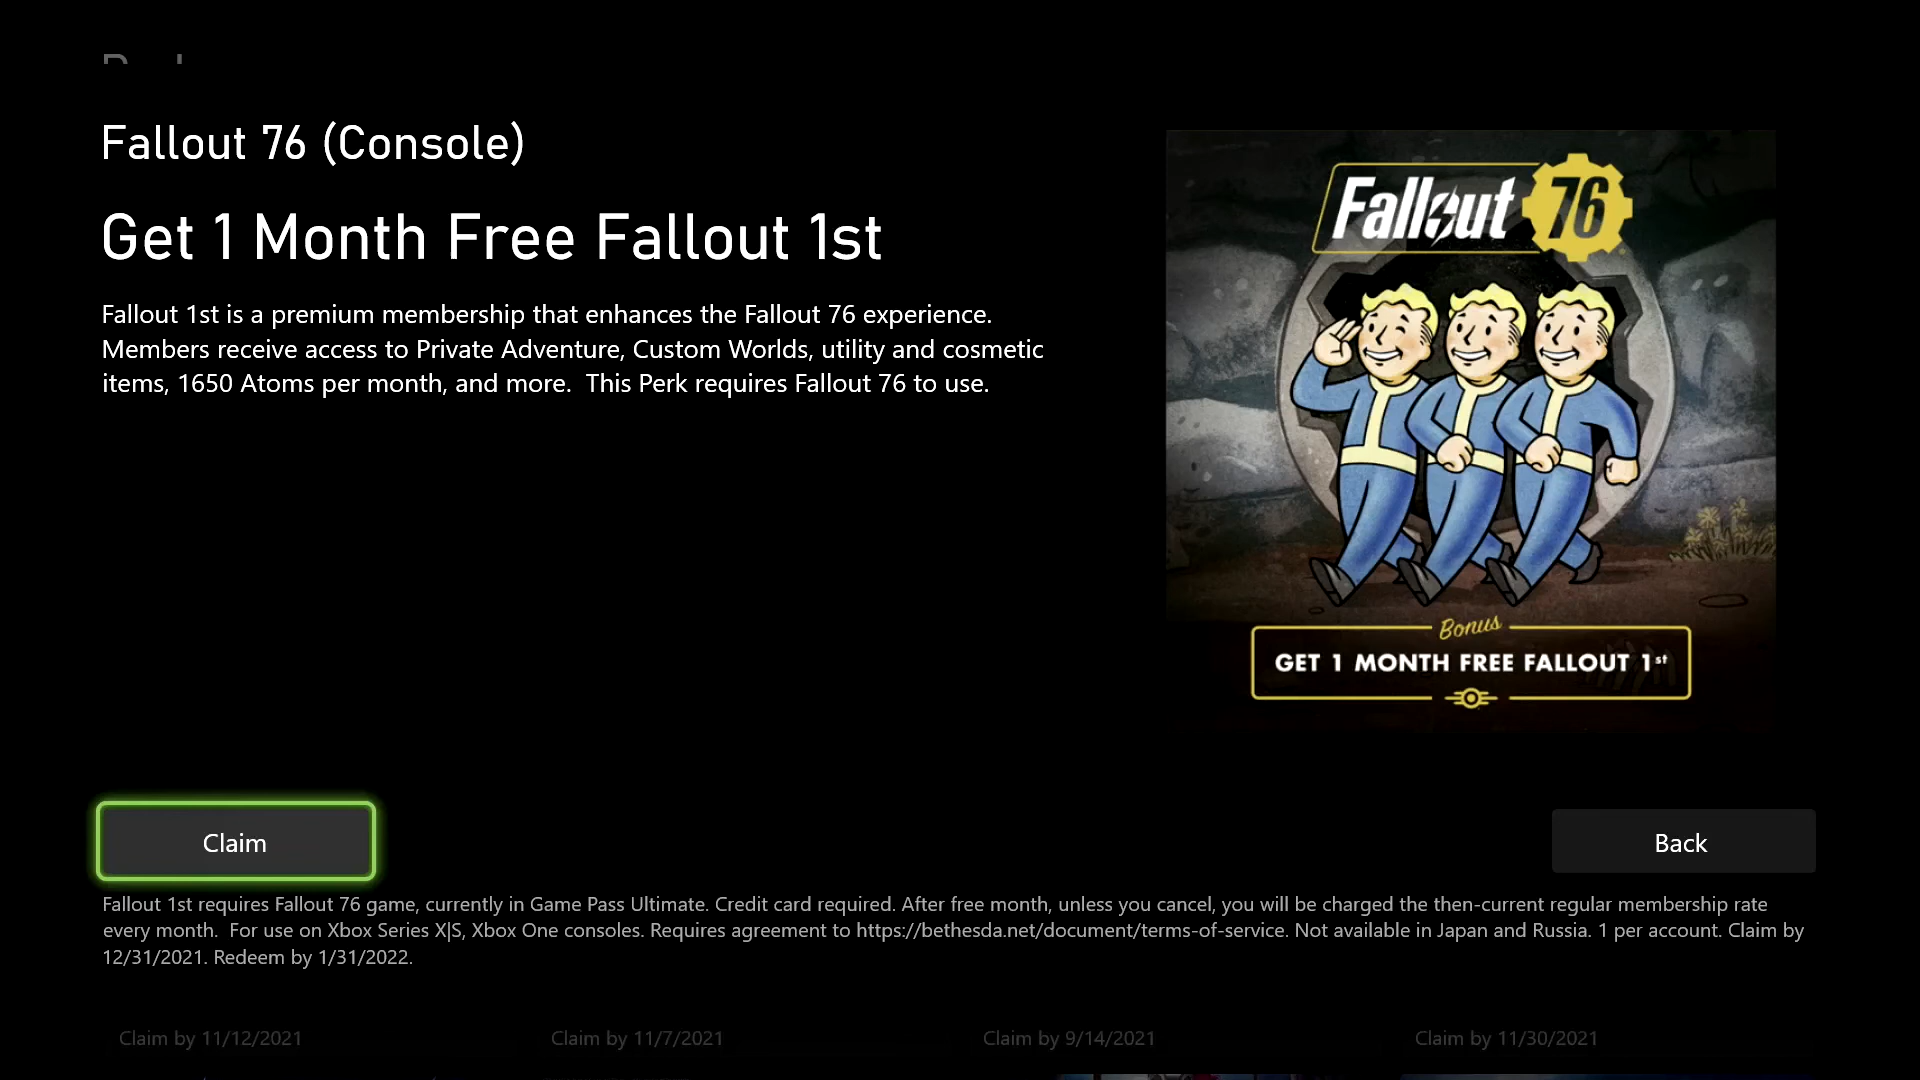 Fallout 76 (Console)
Get 1 Month Free Fallout 1st
Fallout 1st is a premium membership that enhances the Fallout 76 experience.
Members receive access to Private Adventure, Custom Worlds, utility and cosmetic
items, 1650 Atoms per month, and more.  This Perk requires Fallout 76 to use.
Fallout 76
Bonus
GET 1 MONTH FREE FALLOUT 1st
Claim
Back
Fallout 1st requires Fallout 76 game, currently in Game Pass Ultimate. Credit card required. After free month, unless you cancel, you will be charged the then-current regular membership rate
every month.  For use on Xbox Series X|S, Xbox One consoles. Requires agreement to https://bethesda.net/document/terms-of-service. Not available in Japan and Russia. 1 per account. Claim by
12/31/2021. Redeem by 1/31/2022.
Claim by 11/12/2021
Claim by 11/7/2021
Claim by 9/14/2021
Claim by 11/30/2021